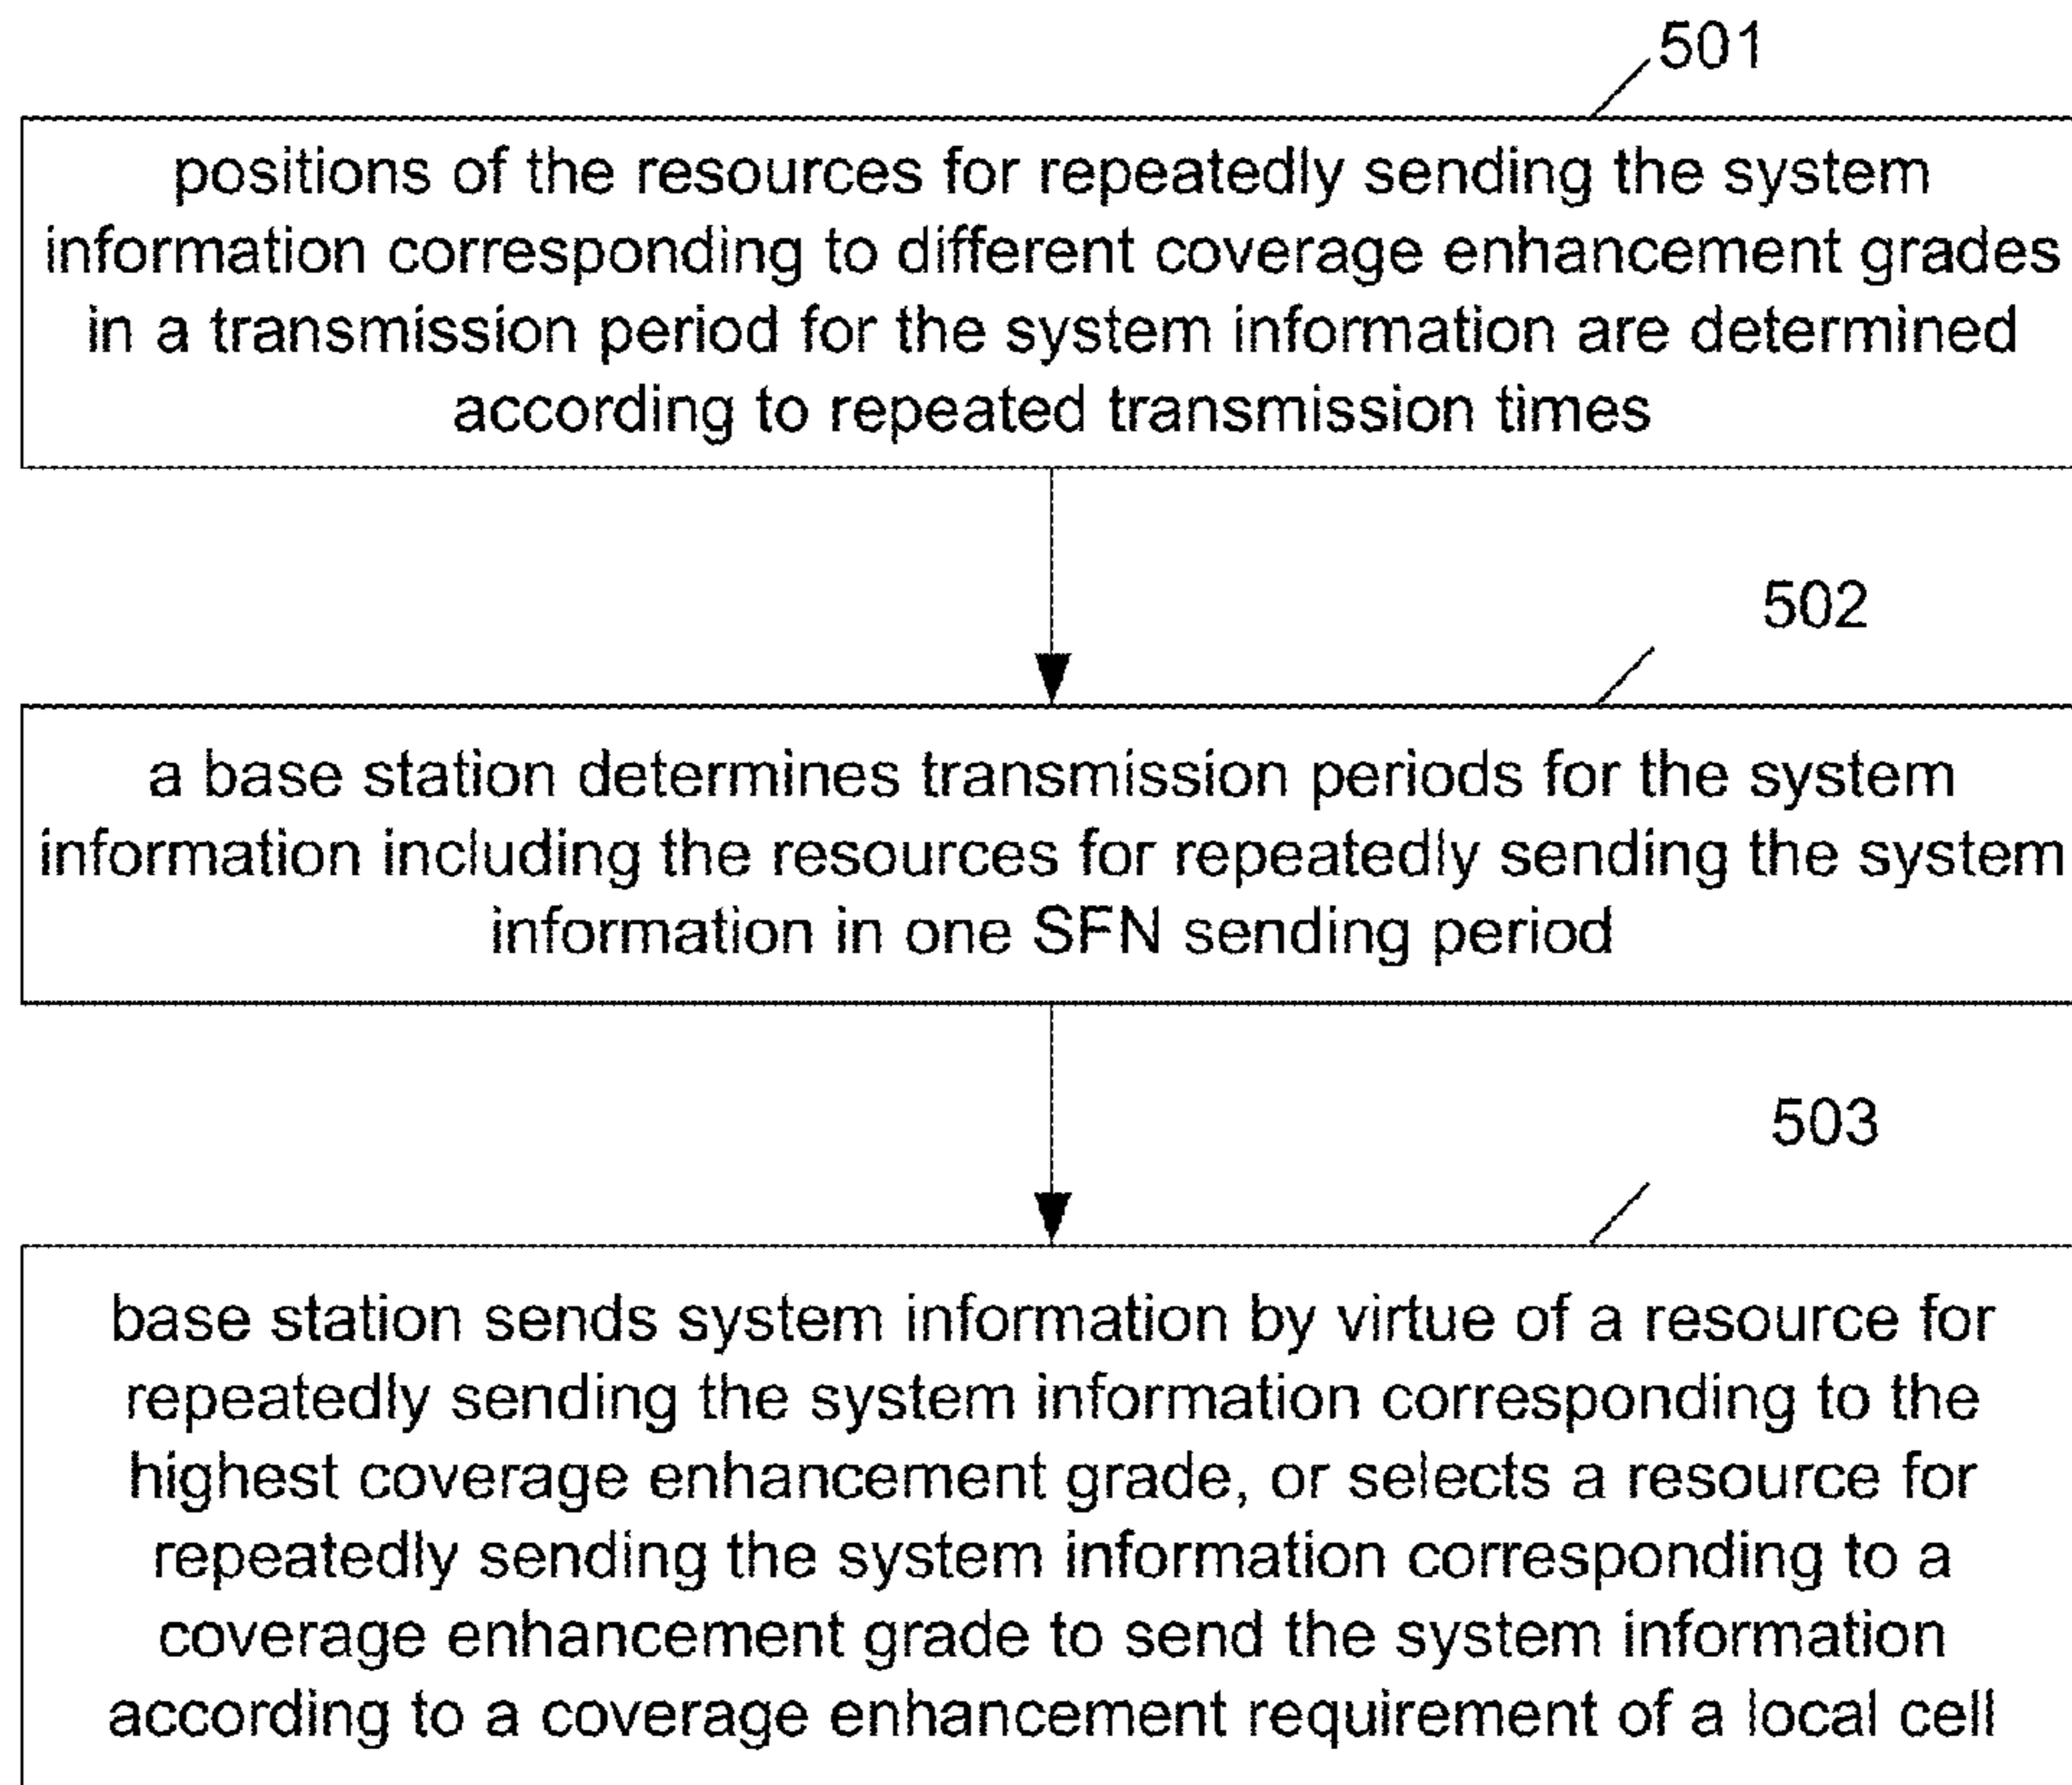 501
positions of the resources for repeatedly sending the system
information corresponding to different coverage enhancement grades
in a transmission period for the system information are determined
according to repeated transmission times
502
a base station determines transmission periods for the system
information including the resources for repeatedly sending the system
information in one SFN sending period
503
base station sends system information by virtue of a resource for
repeatedly sending the system information corresponding to the
highest coverage enhancement grade, or selects a resource for
repeatedly sending the system information corresponding to a
coverage enhancement grade to send the system information
according to a coverage enhancement requirement of a local cell